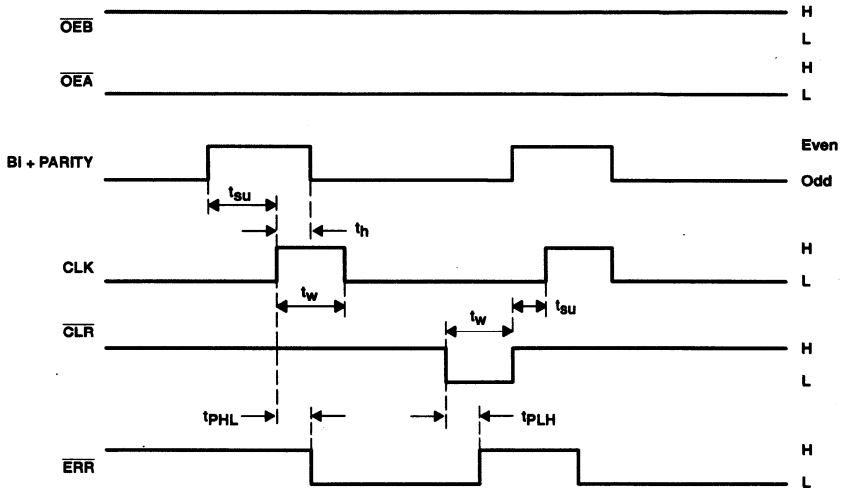 H
OEB
L
H
OEA
L
Even
Bi + PARITY
Odd
tsu
th
H
CLK
L
tw
tsu
tw
CLR
H
L
tPHL
tPLH
H
ERR
L